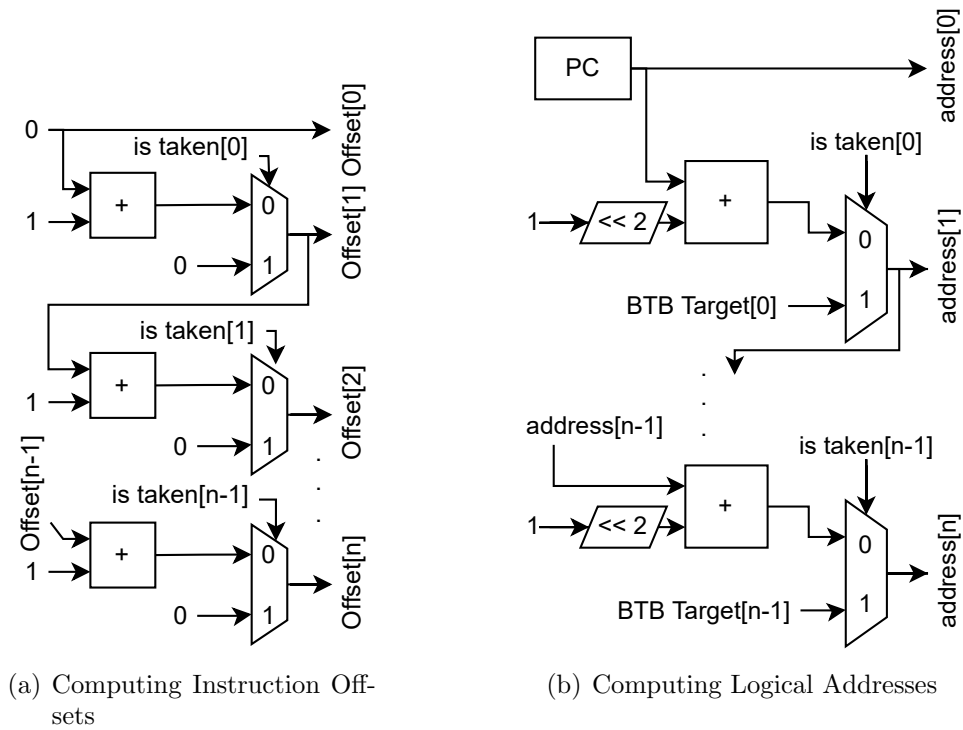 0
Offset[0]
is taken[0]
+
1
0
0
1
Offset[1]
is taken[1]
+
1
0
0
1
Offset[2]
.
.
.
Offset[n-1]
is taken[n-1]
+
1
0
0
1
Offset[n]
(a) Computing Instruction Off-
sets
PC
address[0]
is taken[0]
1
<< 2
+
0
1
BTB Target[0]
address[1]
.
.
.
address[n-1]
is taken[n-1]
1
<< 2
+
0
1
BTB Target[n-1]
address[n]
(b) Computing Logical Addresses